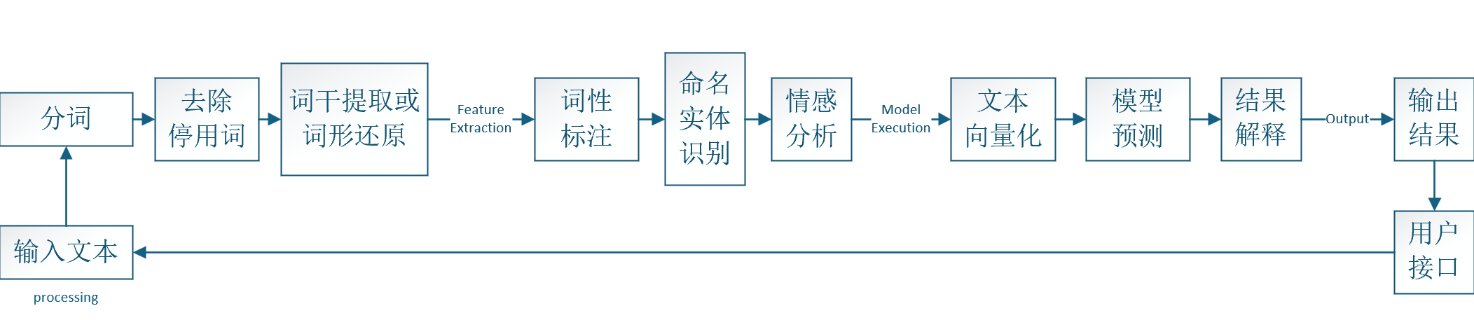 分词
去除
停用词
词干提取或
词形还原
Feature
Extraction
词性
标注
命名
实体
识别
情感
分析
Model
Execution
文本
向量化
模型
预测
结果
解释
Output
输出
结果
用户
接口
输入文本
processing